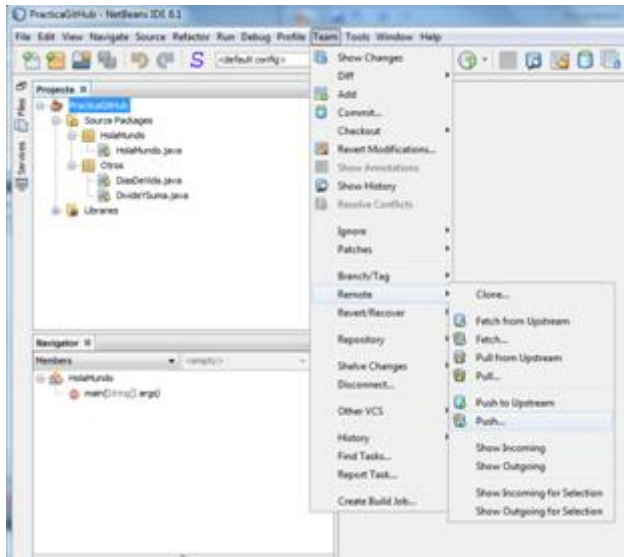 PracticaGitHub - NetBeans IDE 8.1
File Edit View Navigate Source Refactor Run Debug Profile Team Tools Window Help
<default config>
Projects
Files
Services
PracticaGitHub
Source Packages
HolaMundo
HolaMundo.java
Otros
DiasDeVida.java
DivideYSuma.java
Libraries
Navigator
Members
<empty>
HolaMundo
main(String[] args)
Show Changes
Diff
Add
Commit...
Checkout
Revert Modifications...
Show Annotations
Show History
Resolve Conflicts
Ignore
Patches
Branch/Tag
Remote
Revert/Recover
Repository
Shelve Changes
Disconnect...
Other VCS
History
Find Tasks...
Report Task...
Create Build Job...
Clone...
Fetch from Upstream
Fetch...
Pull from Upstream
Pull...
Push to Upstream
Push...
Show Incoming
Show Outgoing
Show Incoming for Selection
Show Outgoing for Selection